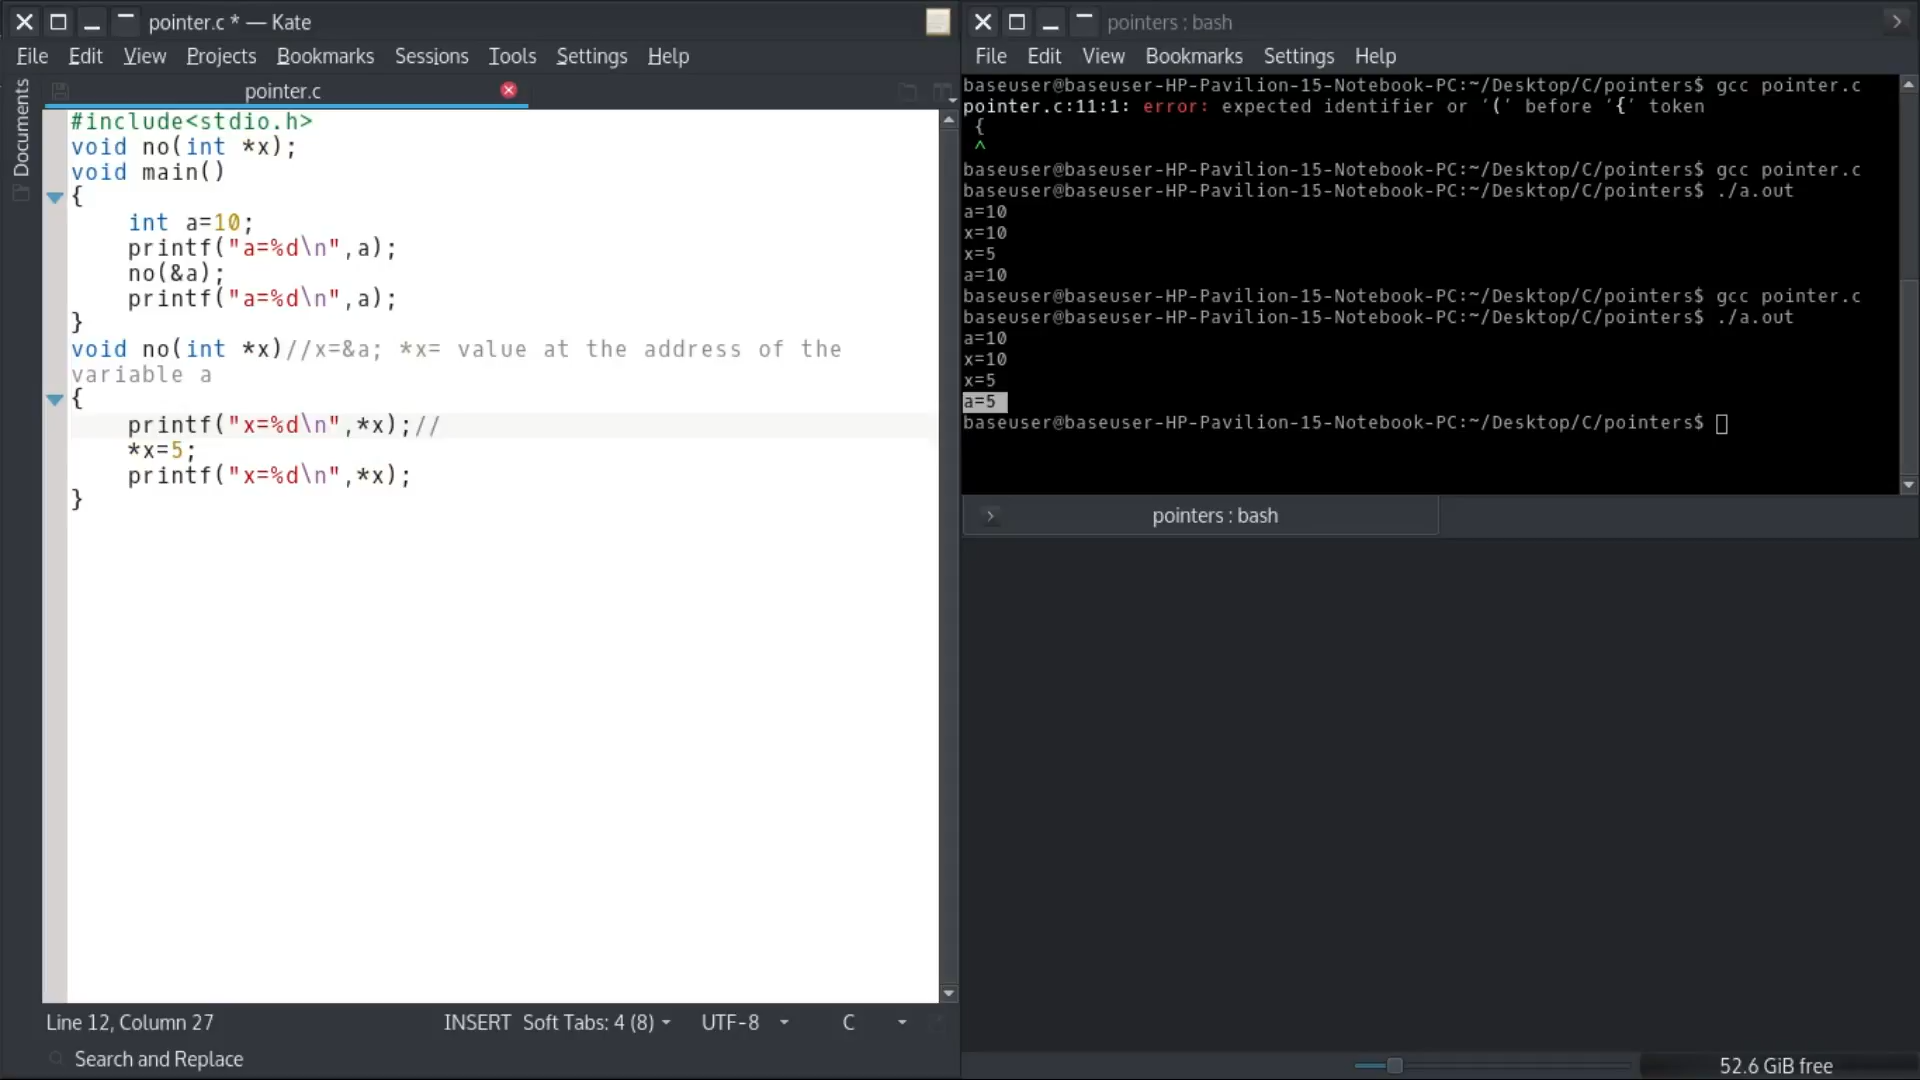 pointer.c * — Kate
File Edit View Projects Bookmarks Sessions Tools Settings Help
Documents
pointer.c
#include<stdio.h>
void no(int *x);
void main()
{
    int a=10;
    printf("a=%d\n",a);
    no(&a);
    printf("a=%d\n",a);
}
void no(int *x)//x=&a; *x= value at the address of the
variable a
{
    printf("x=%d\n",*x);//
    *x=5;
    printf("x=%d\n",*x);
}
Line 12, Column 27 INSERT Soft Tabs: 4 (8) UTF-8 C
Search and Replace
pointers : bash
File Edit View Bookmarks Settings Help
baseuser@baseuser-HP-Pavilion-15-Notebook-PC:~/Desktop/C/pointers$ gcc pointer.c
pointer.c:11:1: error: expected identifier or '(' before '{' token
 {
 ^
baseuser@baseuser-HP-Pavilion-15-Notebook-PC:~/Desktop/C/pointers$ gcc pointer.c
baseuser@baseuser-HP-Pavilion-15-Notebook-PC:~/Desktop/C/pointers$ ./a.out
a=10
x=10
x=5
a=10
baseuser@baseuser-HP-Pavilion-15-Notebook-PC:~/Desktop/C/pointers$ gcc pointer.c
baseuser@baseuser-HP-Pavilion-15-Notebook-PC:~/Desktop/C/pointers$ ./a.out
a=10
x=10
x=5
a=5
baseuser@baseuser-HP-Pavilion-15-Notebook-PC:~/Desktop/C/pointers$
pointers : bash
52.6 GiB free